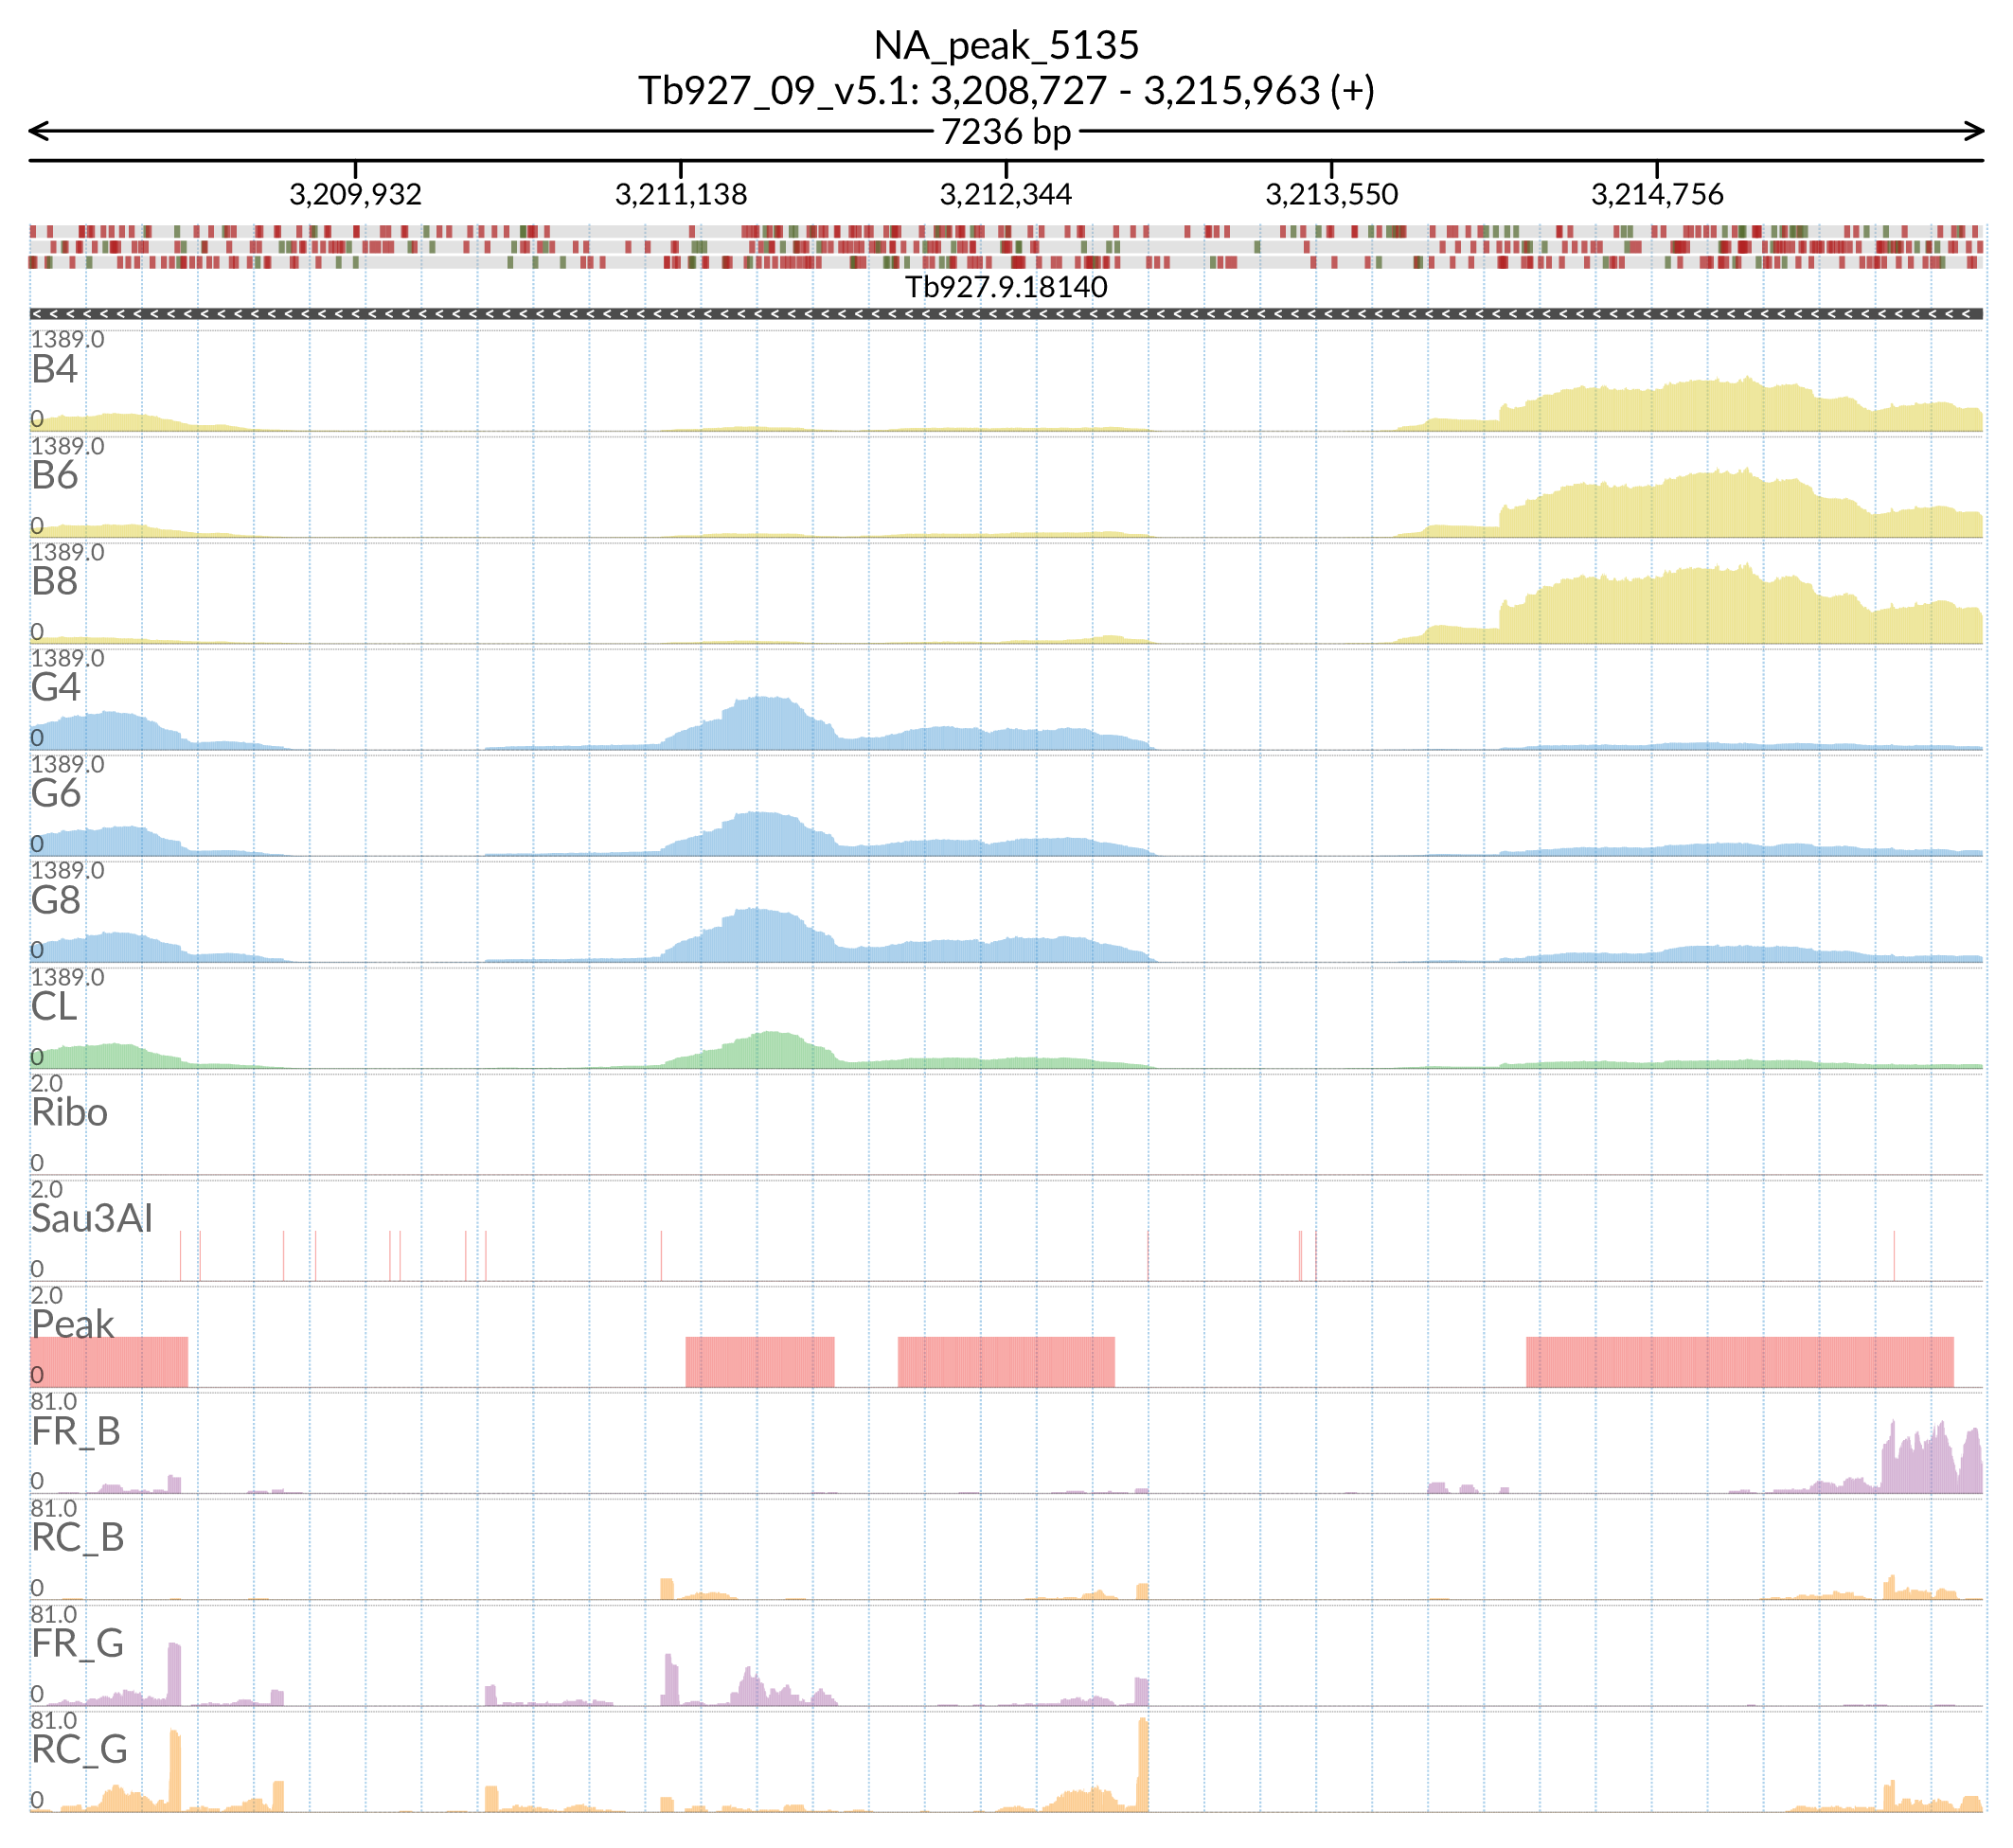 NA_peak_5135
Tb927_09_v5.1: 3,208,727 - 3,215,963 (+)
7236 bp
3,209,932 3,211,138 3,212,344 3,213,550 3,214,756
Tb927.9.18140
1389.0
B4
0
1389.0
B6
0
1389.0
B8
0
1389.0
G4
0
1389.0
G6
0
1389.0
G8
0
1389.0
CL
0
2.0
Ribo
0
2.0
Sau3AI
0
2.0
Peak
0
81.0
FR_B
0
81.0
RC_B
0
81.0
FR_G
0
81.0
RC_G
0